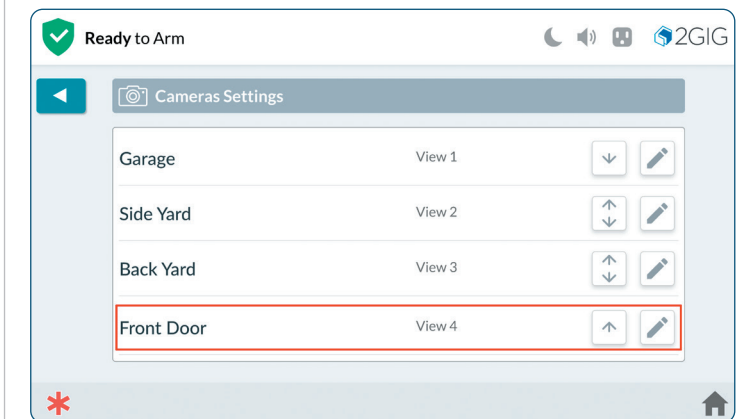 Ready to Arm
2GIG
Cameras Settings
Garage View 1
Side Yard View 2
Back Yard View 3
Front Door View 4